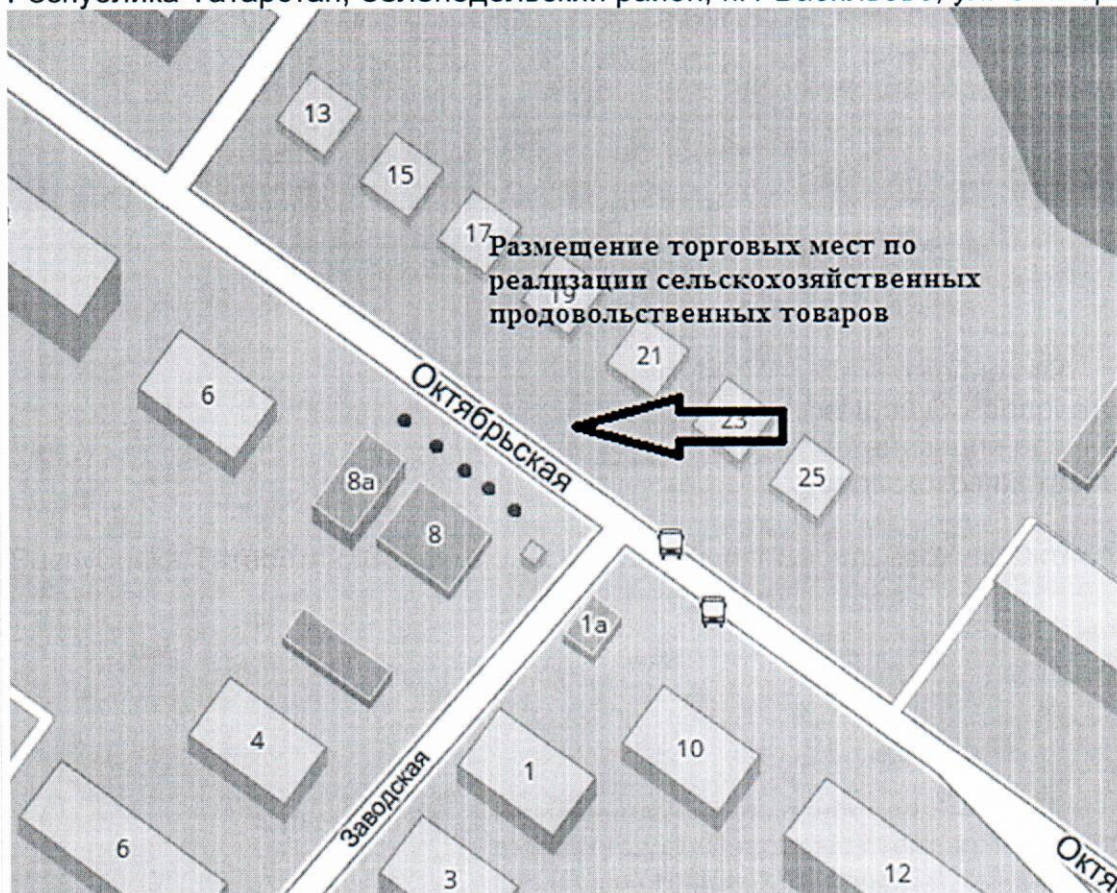 13
15
17
Размещение торговых мест по
реализации сельскохозяйственных
19
продовольственных товаров
21
6
Октябрьская
23
25
8а
8
1а
4
1
10
Заводская
6
3
12
Октя